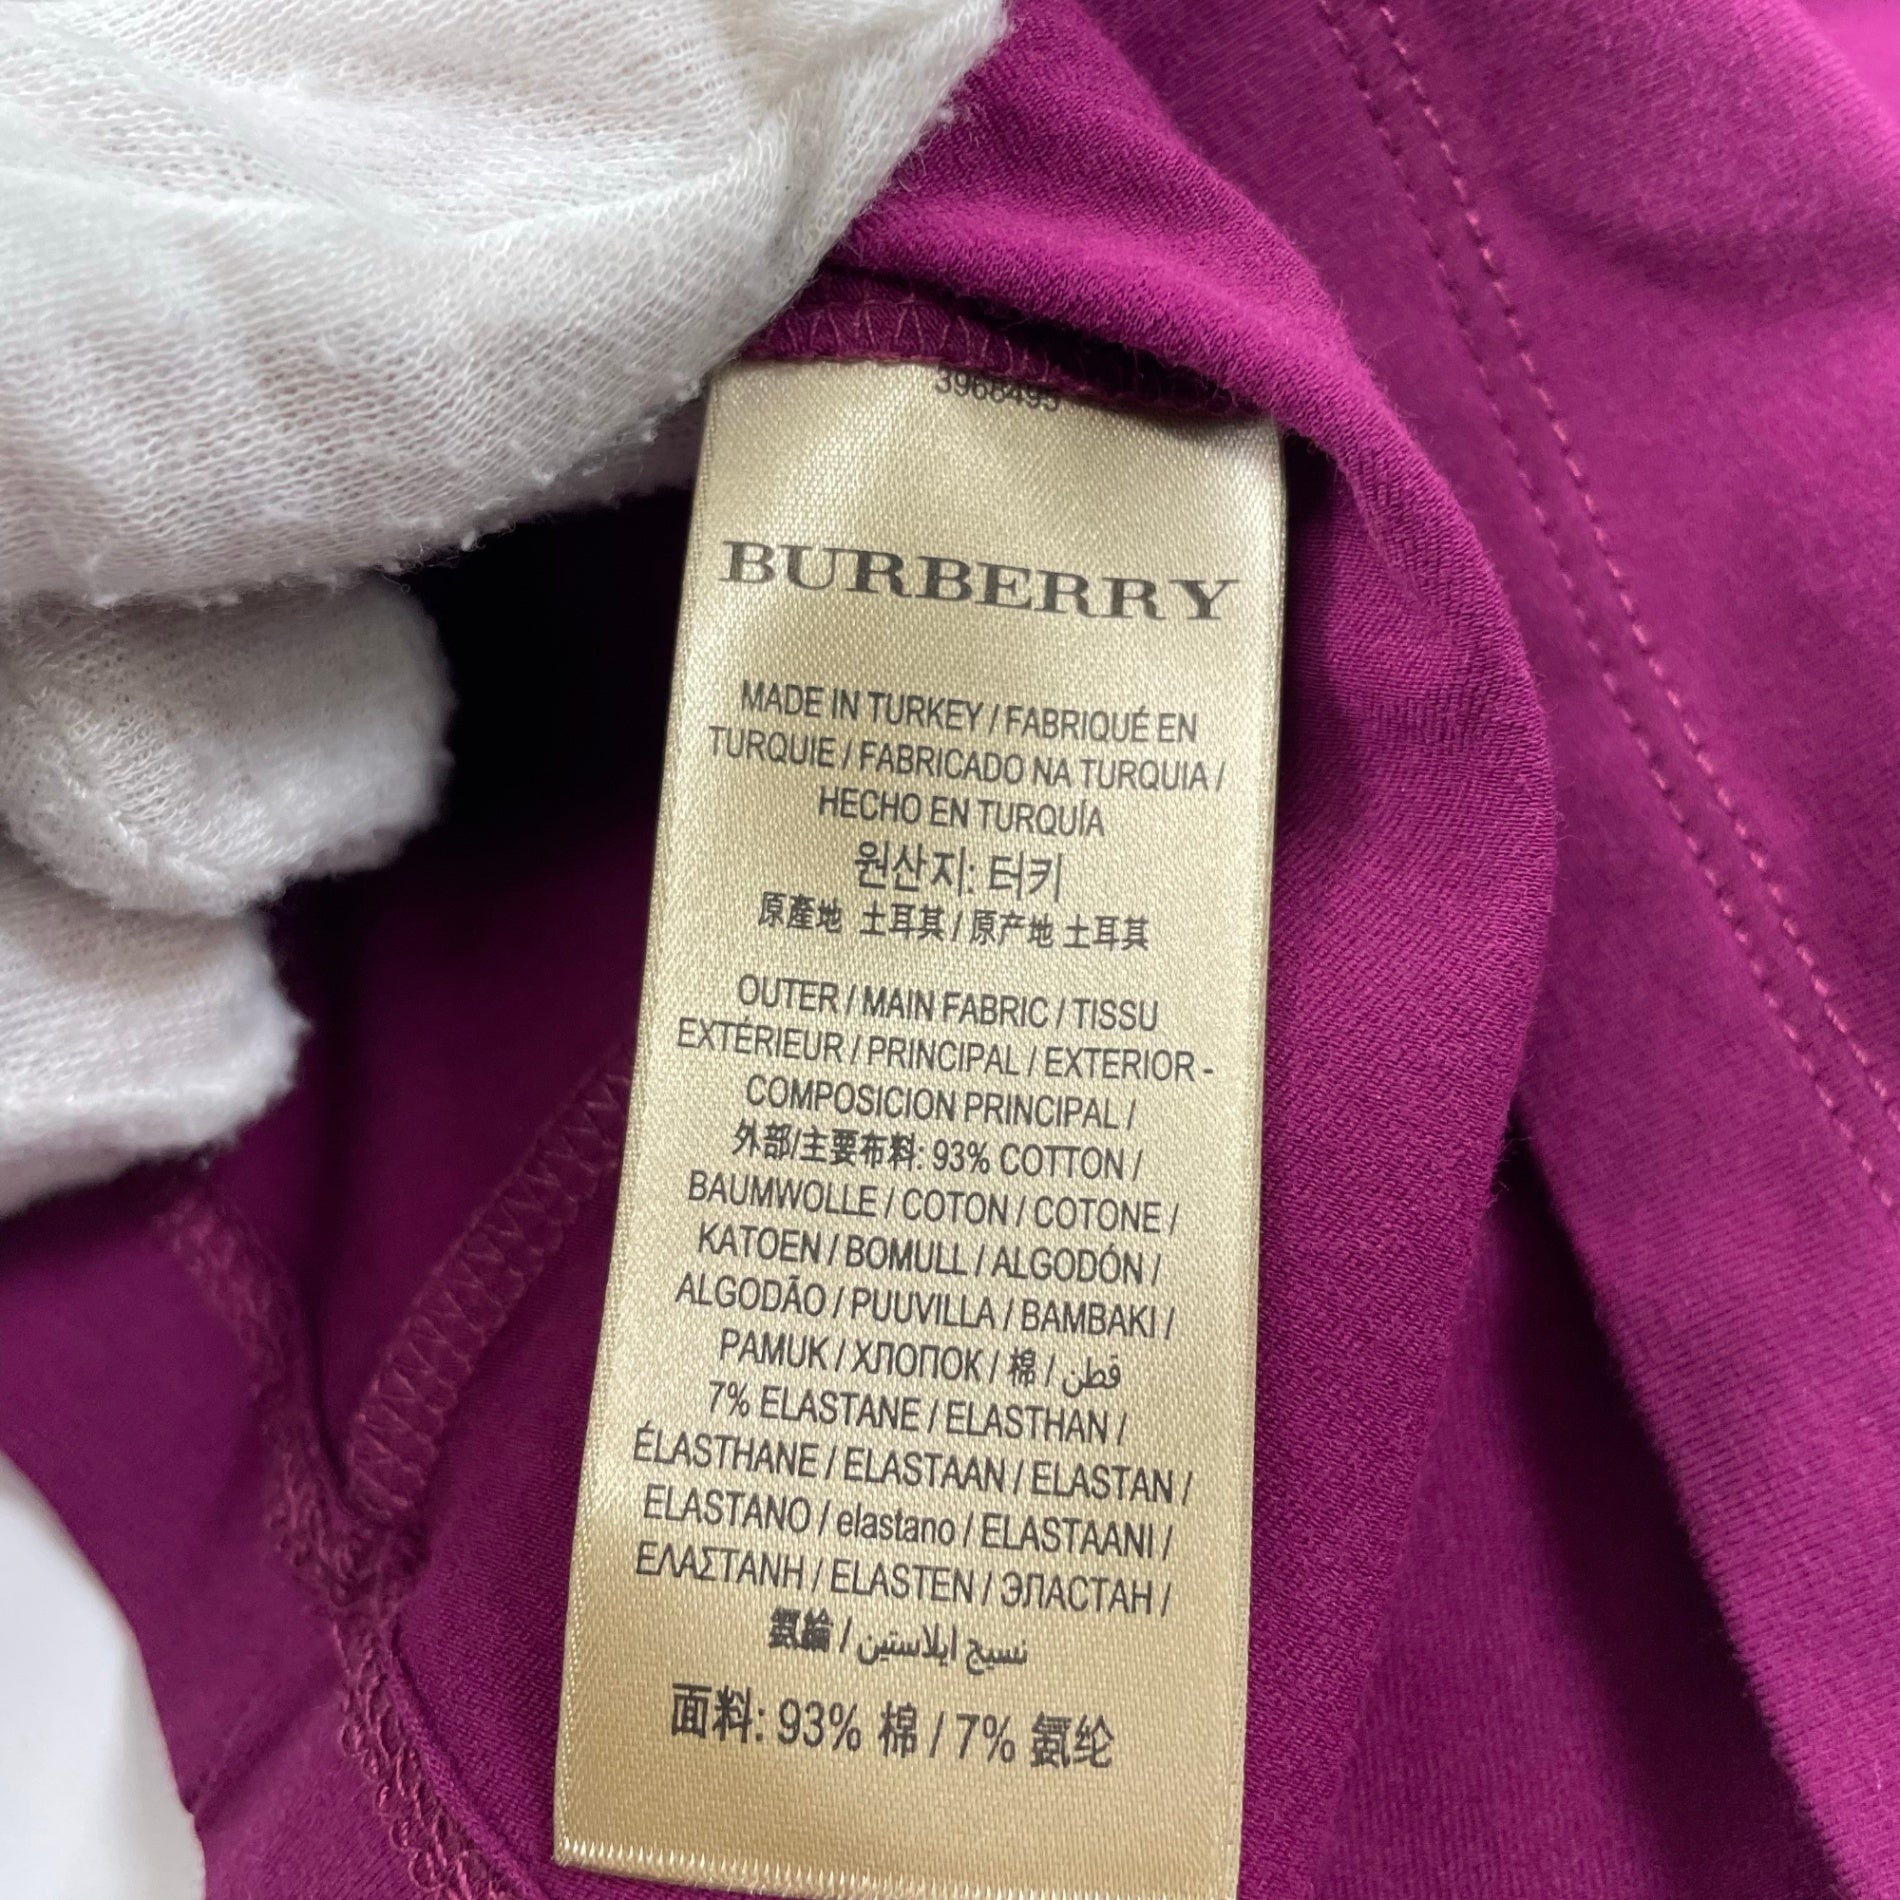 3968495
BURBERRY
MADE IN TURKEY / FABRIQUÉ EN
TURQUIE / FABRICADO NA TURQUIA /
HECHO EN TURQUÍA
원산지: 터키
原產地 土耳其 / 原产地 土耳其
OUTER / MAIN FABRIC / TISSU
EXTÉRIEUR / PRINCIPAL / EXTERIOR -
COMPOSICION PRINCIPAL /
外部/主要布料: 93% COTTON /
BAUMWOLLE / COTON / COTONE /
KATOEN / BOMULL / ALGODÓN /
ALGODÃO / PUUVILLA / BAMBAKI /
PAMUK / ХЛОПОК / 棉 / قطن
7% ELASTANE / ELASTHAN /
ÉLASTHANE / ELASTAAN / ELASTAN /
ELASTANO / elastano / ELASTAANI /
ΕΛΑΣΤΑΝΗ / ELASTEN / ЭЛАСТАН /
氨綸 / نسيج ايلاستين
面料: 93% 棉 / 7% 氨纶